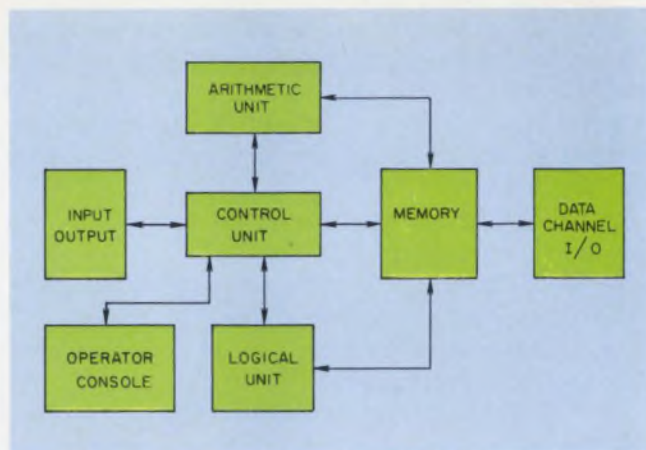 ARITHMETIC
UNIT
INPUT
OUTPUT
CONTROL
UNIT
MEMORY
DATA
CHANNEL
I/O
OPERATOR
CONSOLE
LOGICAL
UNIT